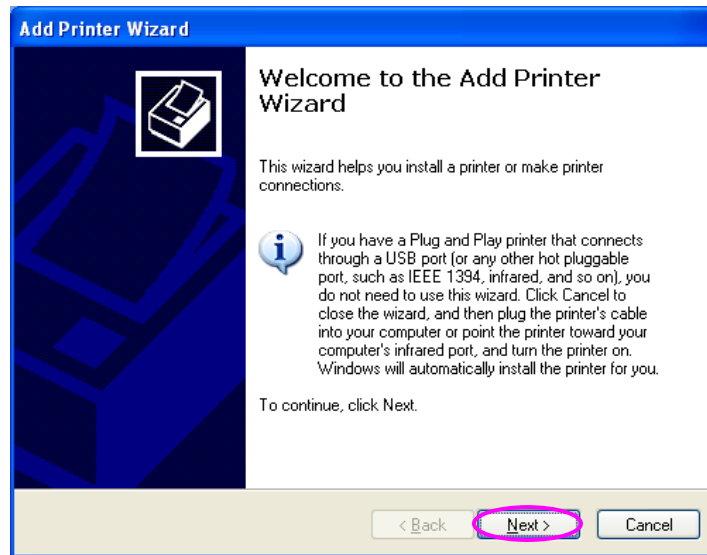 Add Printer Wizard
Welcome to the Add Printer
Wizard
This wizard helps you install a printer or make printer
connections.
If you have a Plug and Play printer that connects
through a USB port (or any other hot pluggable
port, such as IEEE 1394, infrared, and so on), you
do not need to use this wizard. Click Cancel to
close the wizard, and then plug the printer's cable
into your computer or point the printer toward your
computer's infrared port, and turn the printer on.
Windows will automatically install the printer for you.
To continue, click Next.
< Back Next > Cancel